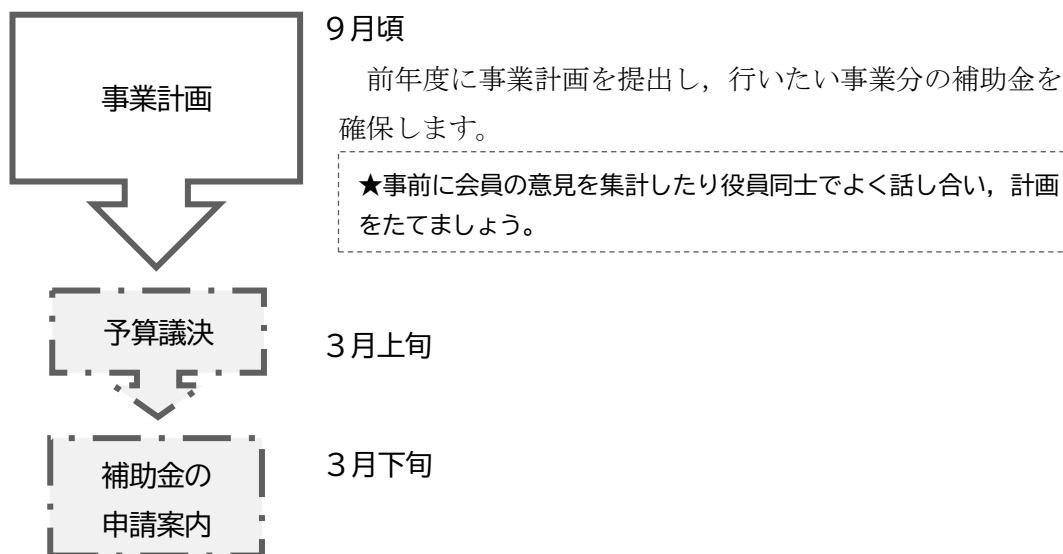 9月頃
事業計画
前年度に事業計画を提出し，行いたい事業分の補助金を
確保します。
★事前に会員の意見を集計したり役員同士でよく話し合い，計画
をたてましょう。
予算議決
３月上旬
補助金の
申請案内
３月下旬